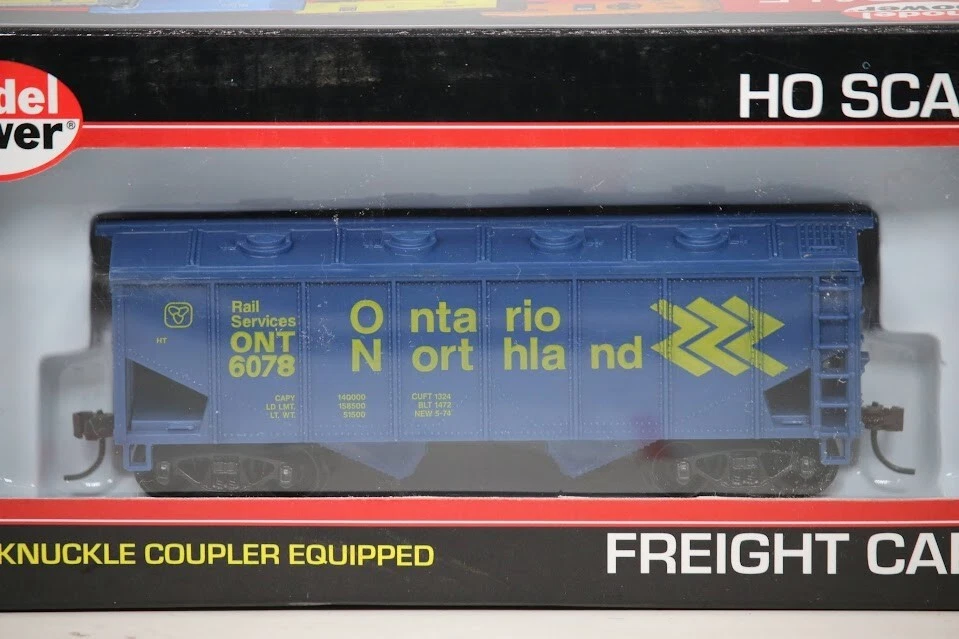 del
wer®
HO SCA
Rail
Services
ONT
6078
HT
Ontario
Northland
CAPY 140000 CUFT 1324
LD LMT. 158500 BLT 1472
LT. WT. 51500 NEW 5-74
KNUCKLE COUPLER EQUIPPED
FREIGHT CA